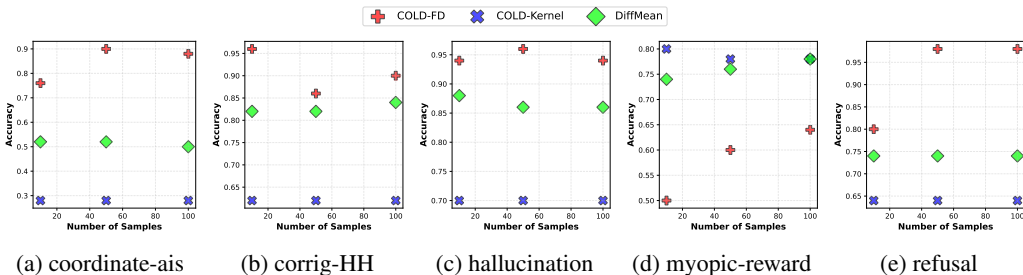 COLD-FD COLD-Kernel DiffMean
0.9
0.8
0.7
0.6
0.5
0.4
0.3
Accuracy
20 40 60 80 100
Number of Samples
(a) coordinate-ais
0.95
0.90
0.85
0.80
0.75
0.70
0.65
Accuracy
20 40 60 80 100
Number of Samples
(b) corrig-HH
0.95
0.90
0.85
0.80
0.75
0.70
Accuracy
20 40 60 80 100
Number of Samples
(c) hallucination
0.80
0.75
0.70
0.65
0.60
0.55
0.50
Accuracy
20 40 60 80 100
Number of Samples
(d) myopic-reward
0.95
0.90
0.85
0.80
0.75
0.70
0.65
Accuracy
20 40 60 80 100
Number of Samples
(e) refusal